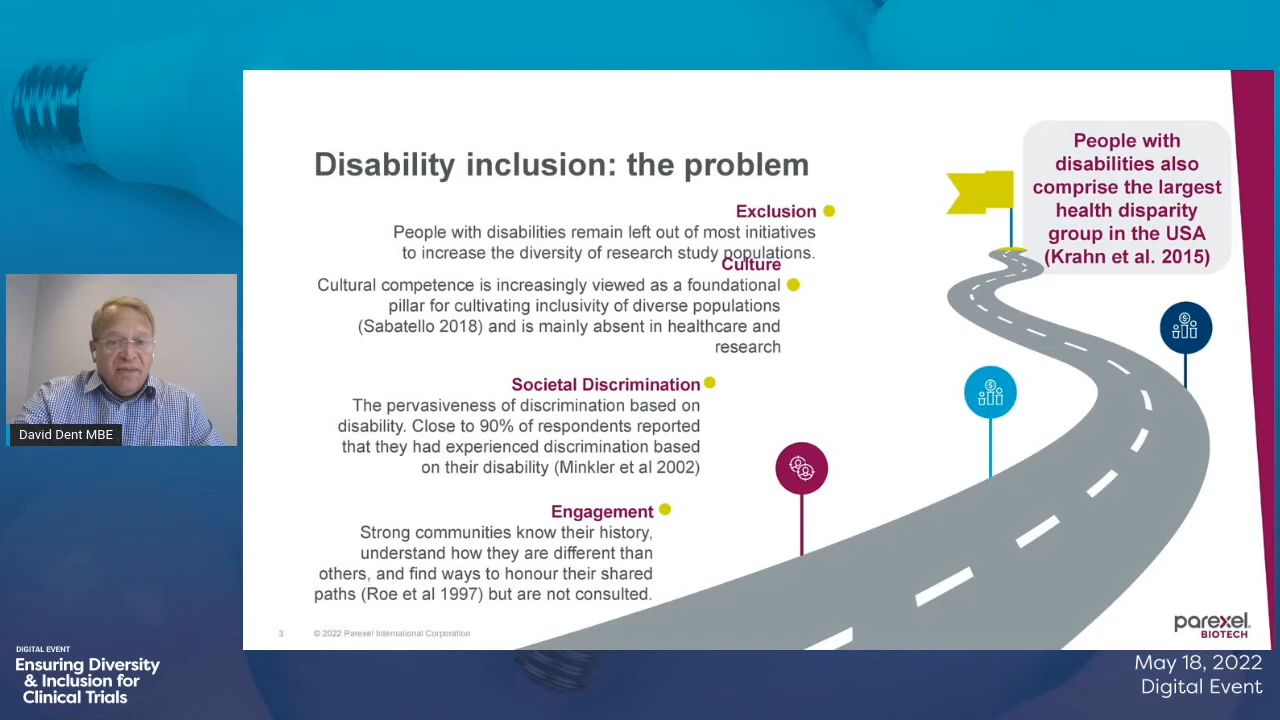 Disability inclusion: the problem
Exclusion
People with disabilities remain left out of most initiatives
to increase the diversity of research study populations.
Culture
Cultural competence is increasingly viewed as a foundational
pillar for cultivating inclusivity of diverse populations
(Sabatello 2018) and is mainly absent in healthcare and
research
Societal Discrimination
The pervasiveness of discrimination based on
disability. Close to 90% of respondents reported
that they had experienced discrimination based
on their disability (Minkler et al 2002)
Engagement
Strong communities know their history,
understand how they are different than
others, and find ways to honour their shared
paths (Roe et al 1997) but are not consulted.
People with
disabilities also
comprise the largest
health disparity
group in the USA
(Krahn et al. 2015)
3 © 2022 Parexel International Corporation
parexel
BIOTECH
David Dent MBE
DIGITAL EVENT
Ensuring Diversity
& Inclusion for
Clinical Trials
May 18, 2022
Digital Event